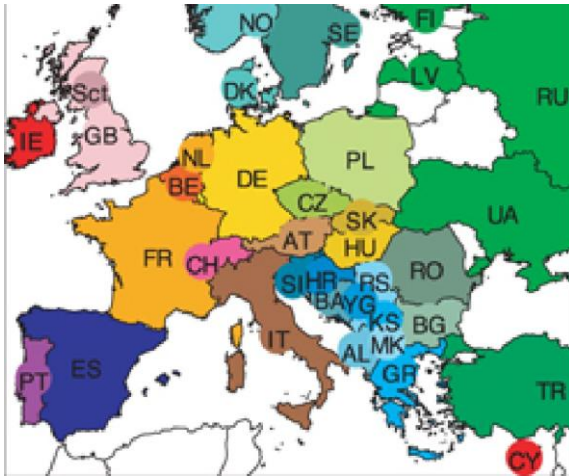 NO
SE
FI
LV
RU
DK
Sct
IE
GB
NL
BE
DE
PL
CZ
UA
SK
AT
HU
FR
CH
SI
HR
RS
RO
BA
YG
KS
BG
IT
AL
MK
GR
PT
ES
TR
CY